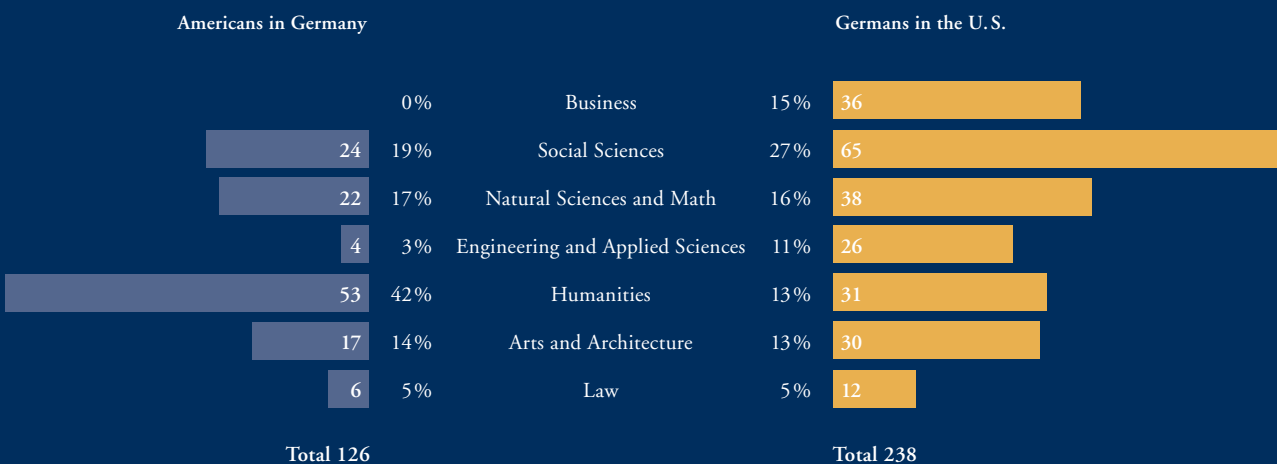 Americans in Germany Germans in the U.S.
0% Business 15% 36
24 19% Social Sciences 27% 65
22 17% Natural Sciences and Math 16% 38
4 3% Engineering and Applied Sciences 11% 26
53 42% Humanities 13% 31
17 14% Arts and Architecture 13% 30
6 5% Law 5% 12
Total 126 Total 238